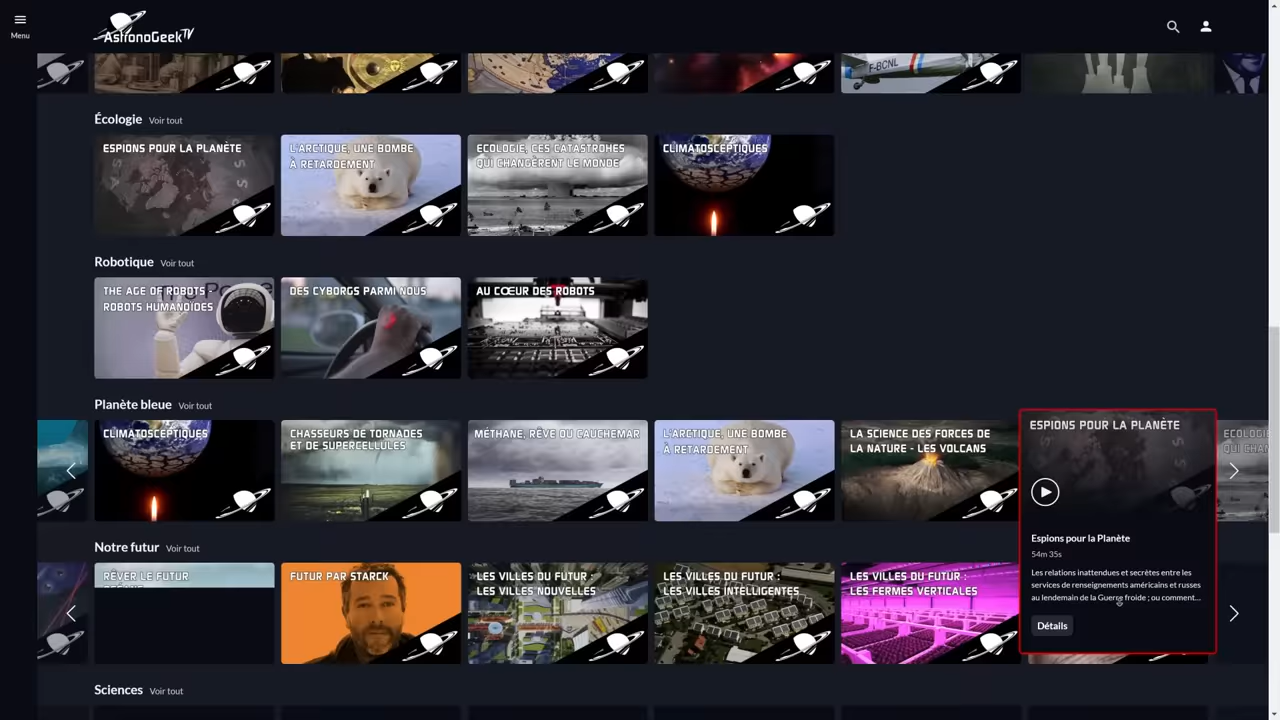 Menu
AstronoGeekTV
F-BCNL
Écologie Voir tout
ESPIONS POUR LA PLANÈTE
L'ARCTIQUE, UNE BOMBE
À RETARDEMENT
ECOLOGIE, CES CATASTROPHES
QUI CHANGÈRENT LE MONDE
CLIMATOSCEPTIQUES
Robotique Voir tout
THE AGE OF ROBOTS
ROBOTS HUMANOÏDES
DES CYBORGS PARMI NOUS
AU CŒUR DES ROBOTS
Planète bleue Voir tout
CLIMATOSCEPTIQUES
CHASSEURS DE TORNADES
ET DE SUPERCELLULES
MÉTHANE, RÊVE OU CAUCHEMAR
L'ARCTIQUE, UNE BOMBE
À RETARDEMENT
LA SCIENCE DES FORCES DE
LA NATURE - LES VOLCANS
ESPIONS POUR LA PLANÈTE
Espions pour la Planète
54m 35s
Les relations inattendues et secrètes entre les
services de renseignements américains et russes
au lendemain de la Guerre froide ; ou comment...
Détails
ECOLOGIE
QUI CHAN
Notre futur Voir tout
RÊVER LE FUTUR
FUTUR PAR STARCK
LES VILLES DU FUTUR :
LES VILLES NOUVELLES
LES VILLES DU FUTUR :
LES VILLES INTELLIGENTES
LES VILLES DU FUTUR :
LES FERMES VERTICALES
Sciences Voir tout